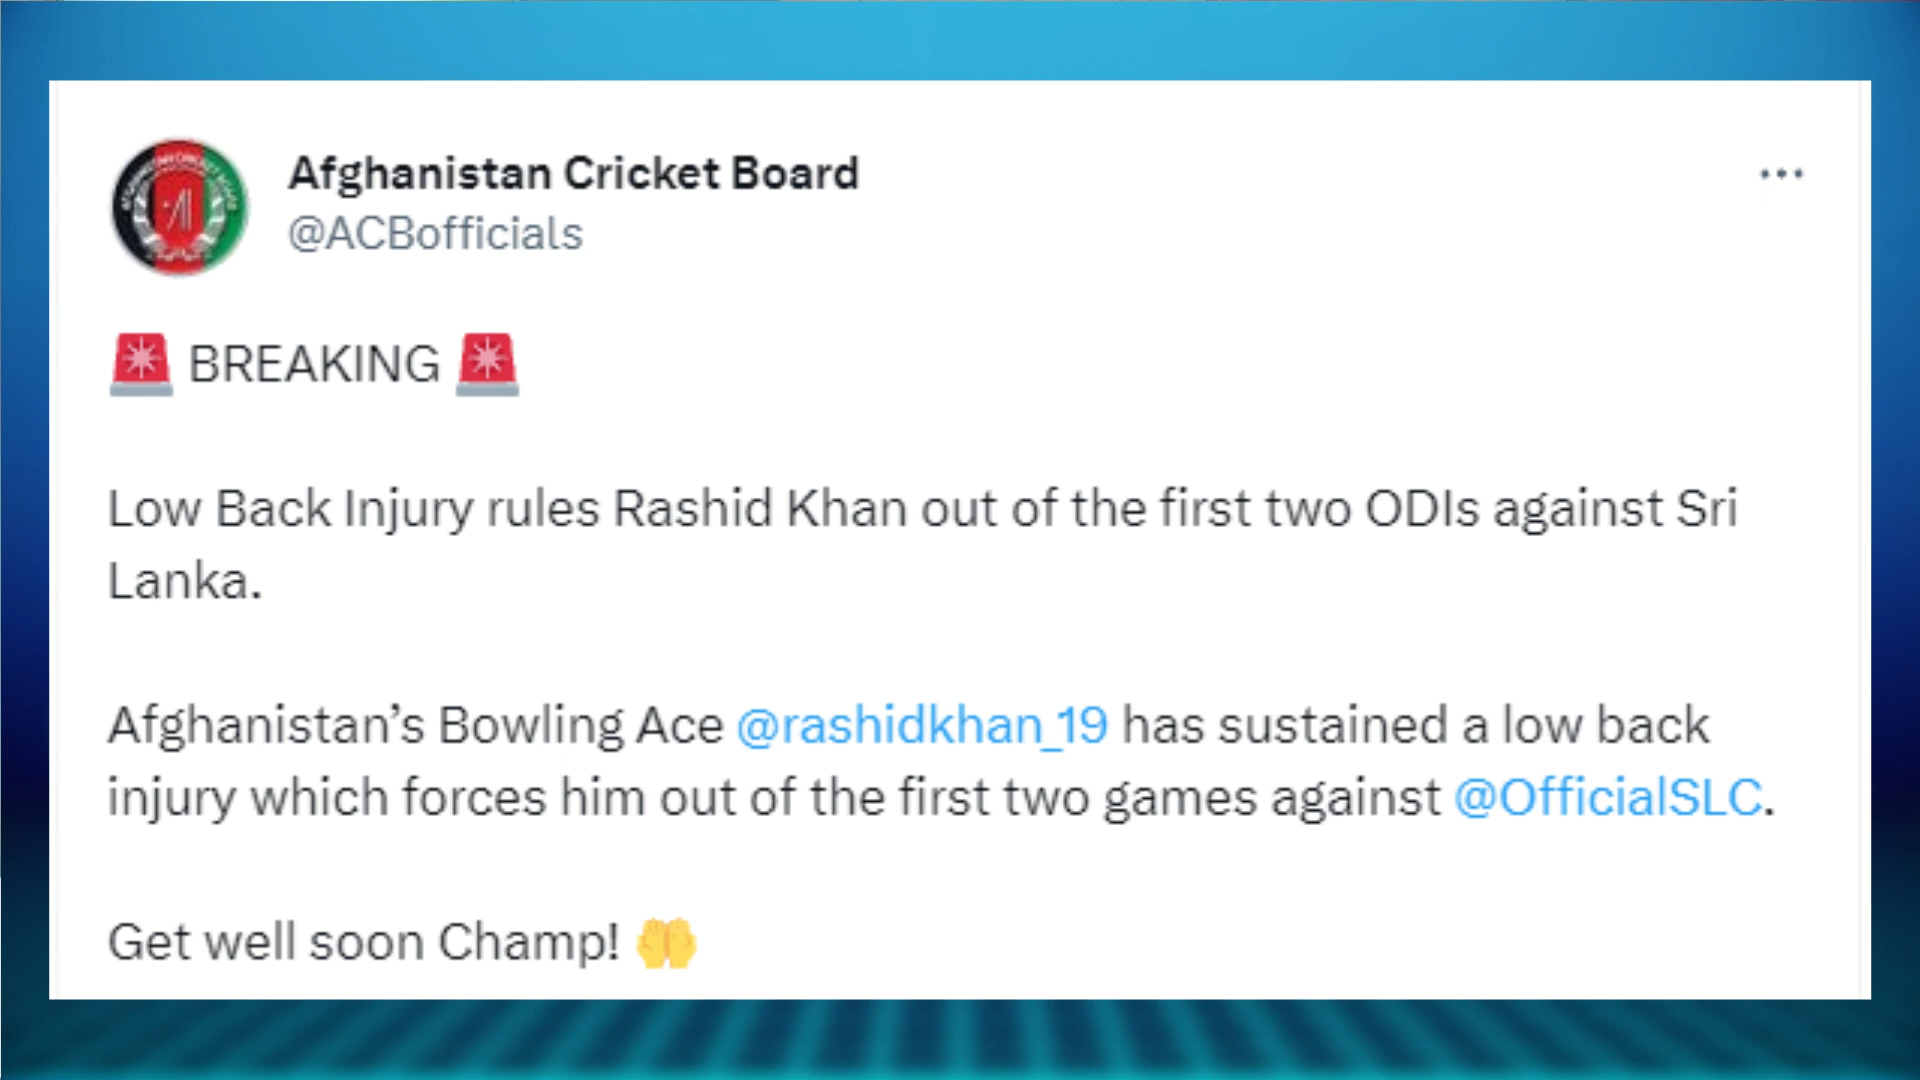 Afghanistan Cricket Board
@ACBofficials
🚨 BREAKING 🚨
Low Back Injury rules Rashid Khan out of the first two ODIs against Sri
Lanka.
Afghanistan’s Bowling Ace @rashidkhan_19 has sustained a low back
injury which forces him out of the first two games against @OfficialSLC.
Get well soon Champ! 🤲